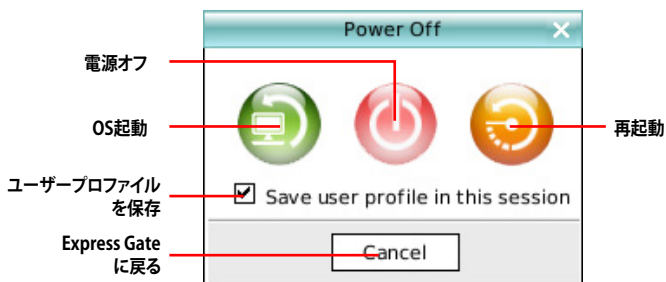 Power Off
電源オフ
OS起動
再起動
ユーザープロファイル
を保存
Save user profile in this session
Express Gate
に戻る
Cancel